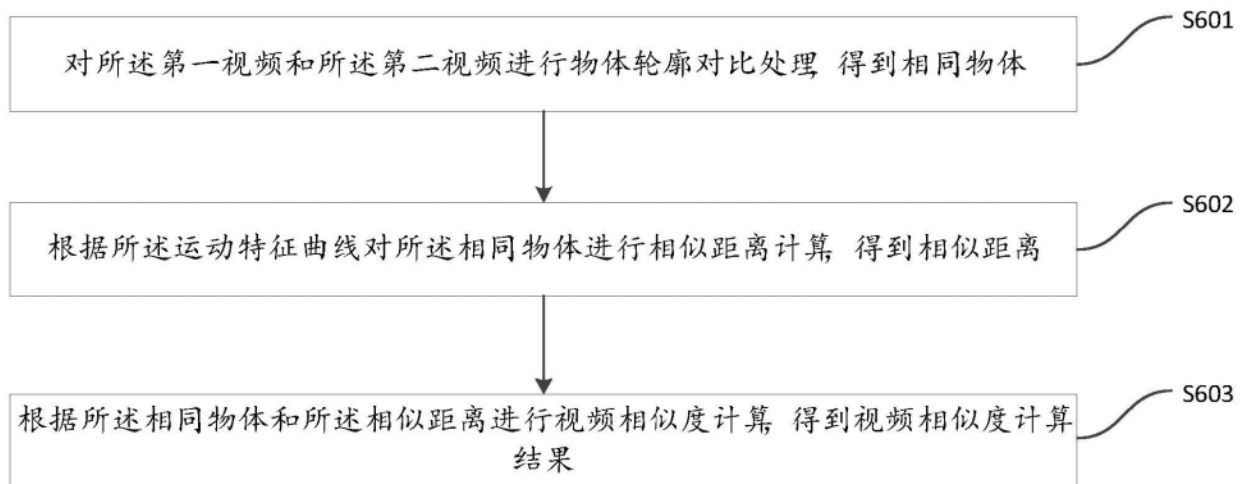 S601
对所述第一视频和所述第二视频进行物体轮廓对比处理, 得到相同物体
S602
根据所述运动特征曲线对所述相同物体进行相似距离计算, 得到相似距离
S603
根据所述相同物体和所述相似距离进行视频相似度计算, 得到视频相似度计算
结果